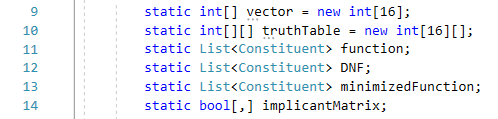 9 static int[] vector = new int[16];
10 static int[][] truthTable = new int[16][];
11 static List<Constituent> function;
12 static List<Constituent> DNF;
13 static List<Constituent> minimizedFunction;
14 static bool[,] implicantMatrix;